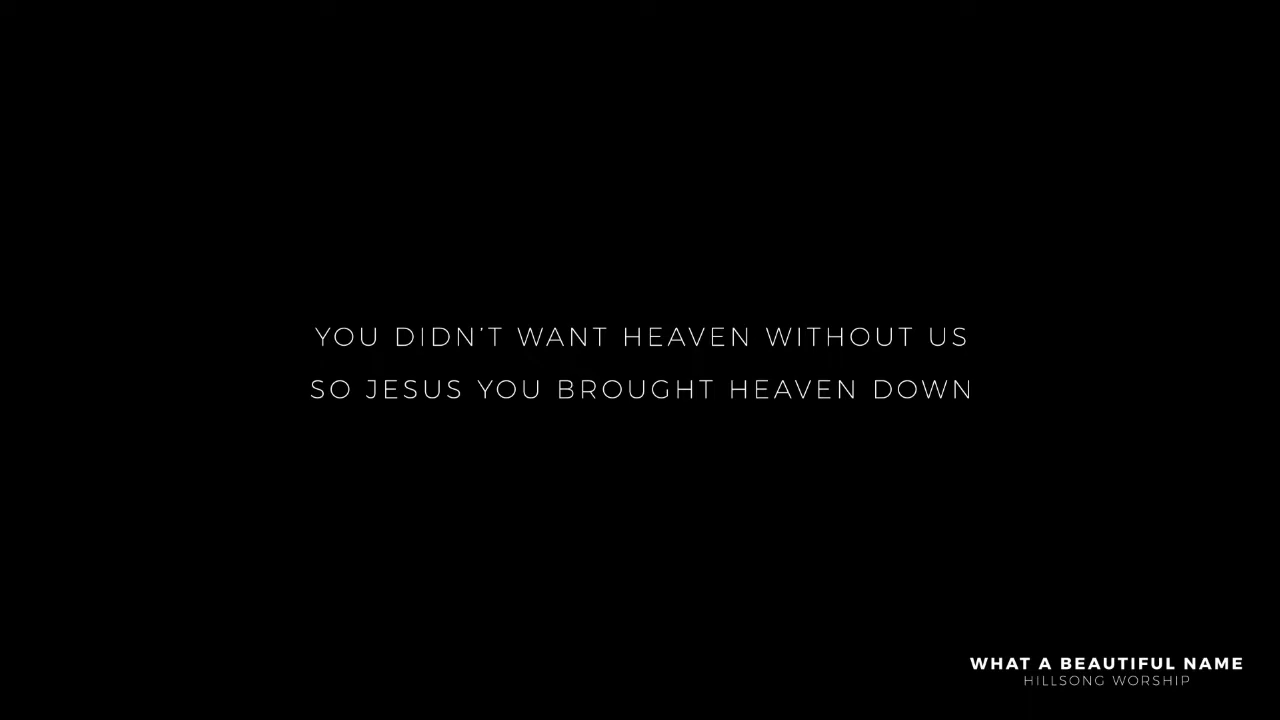 YOU DIDN'T WANT HEAVEN WITHOUT US
SO JESUS YOU BROUGHT HEAVEN DOWN
WHAT A BEAUTIFUL NAME
HILLSONG WORSHIP